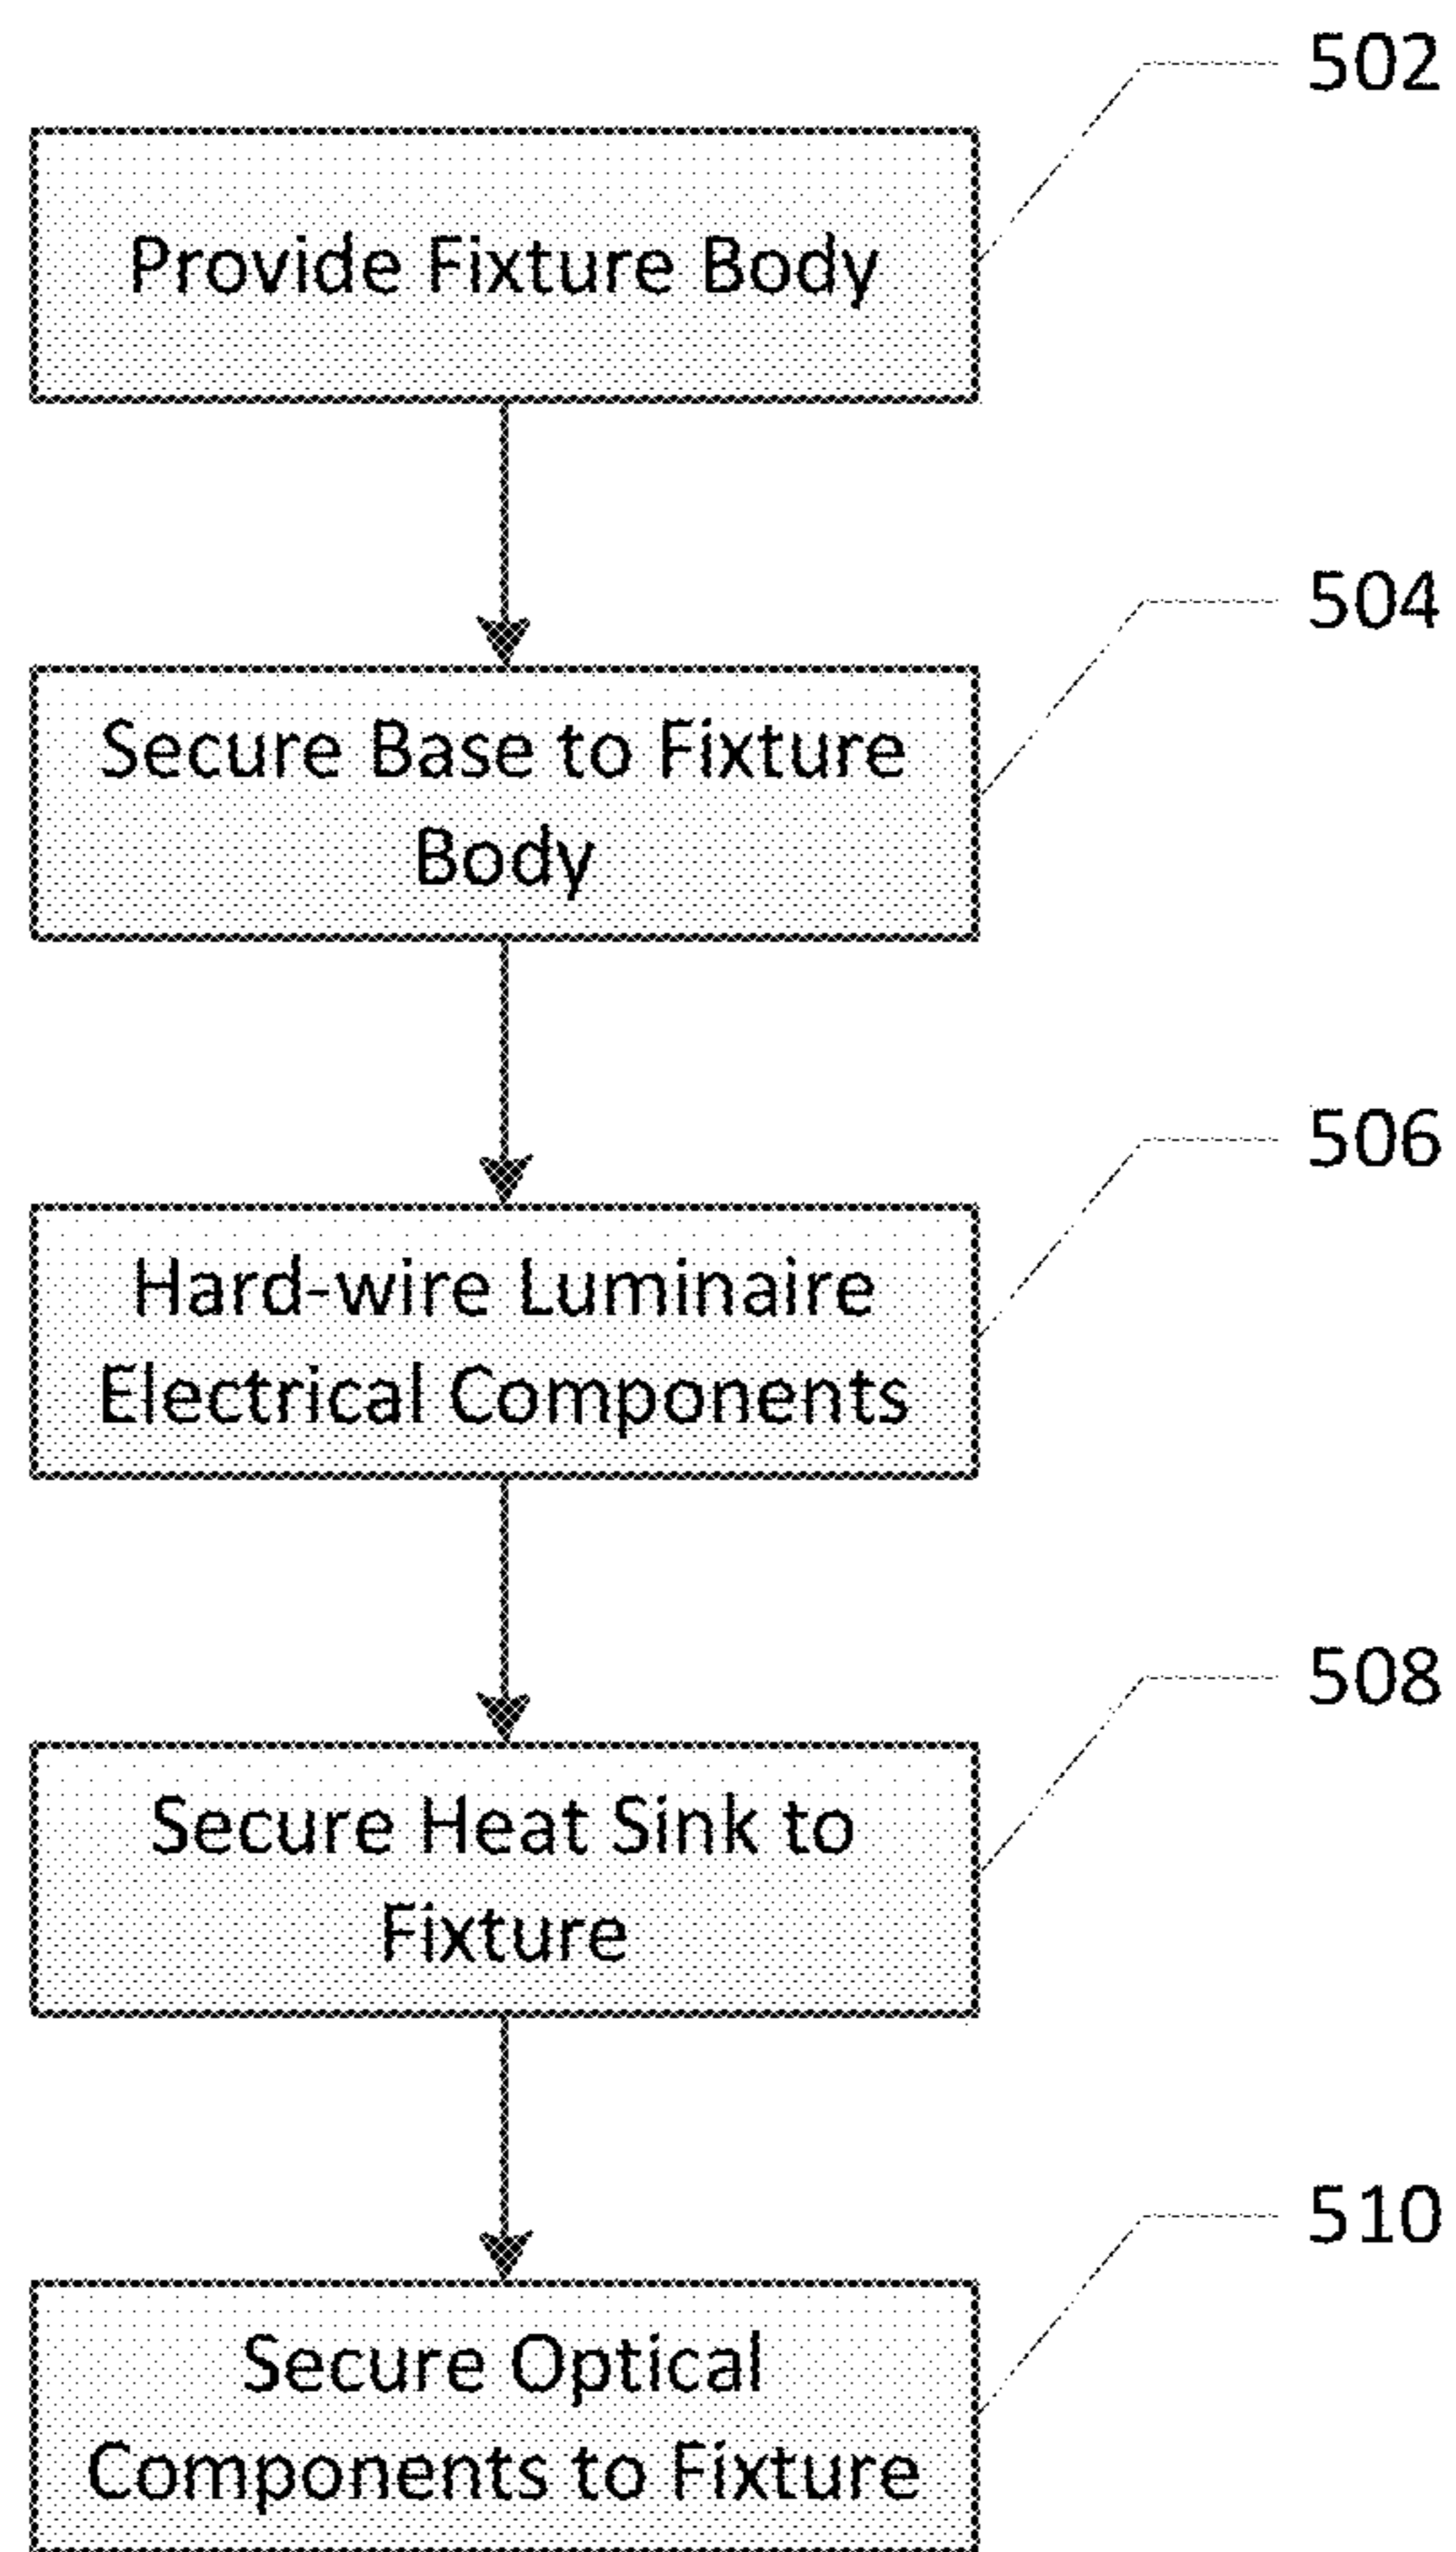 502
Provide Fixture Body
504
Secure Base to Fixture
Body
506
Hard-wire Luminaire
Electrical Components
508
Secure Heat Sink to
Fixture
510
Secure Optical
Components to Fixture